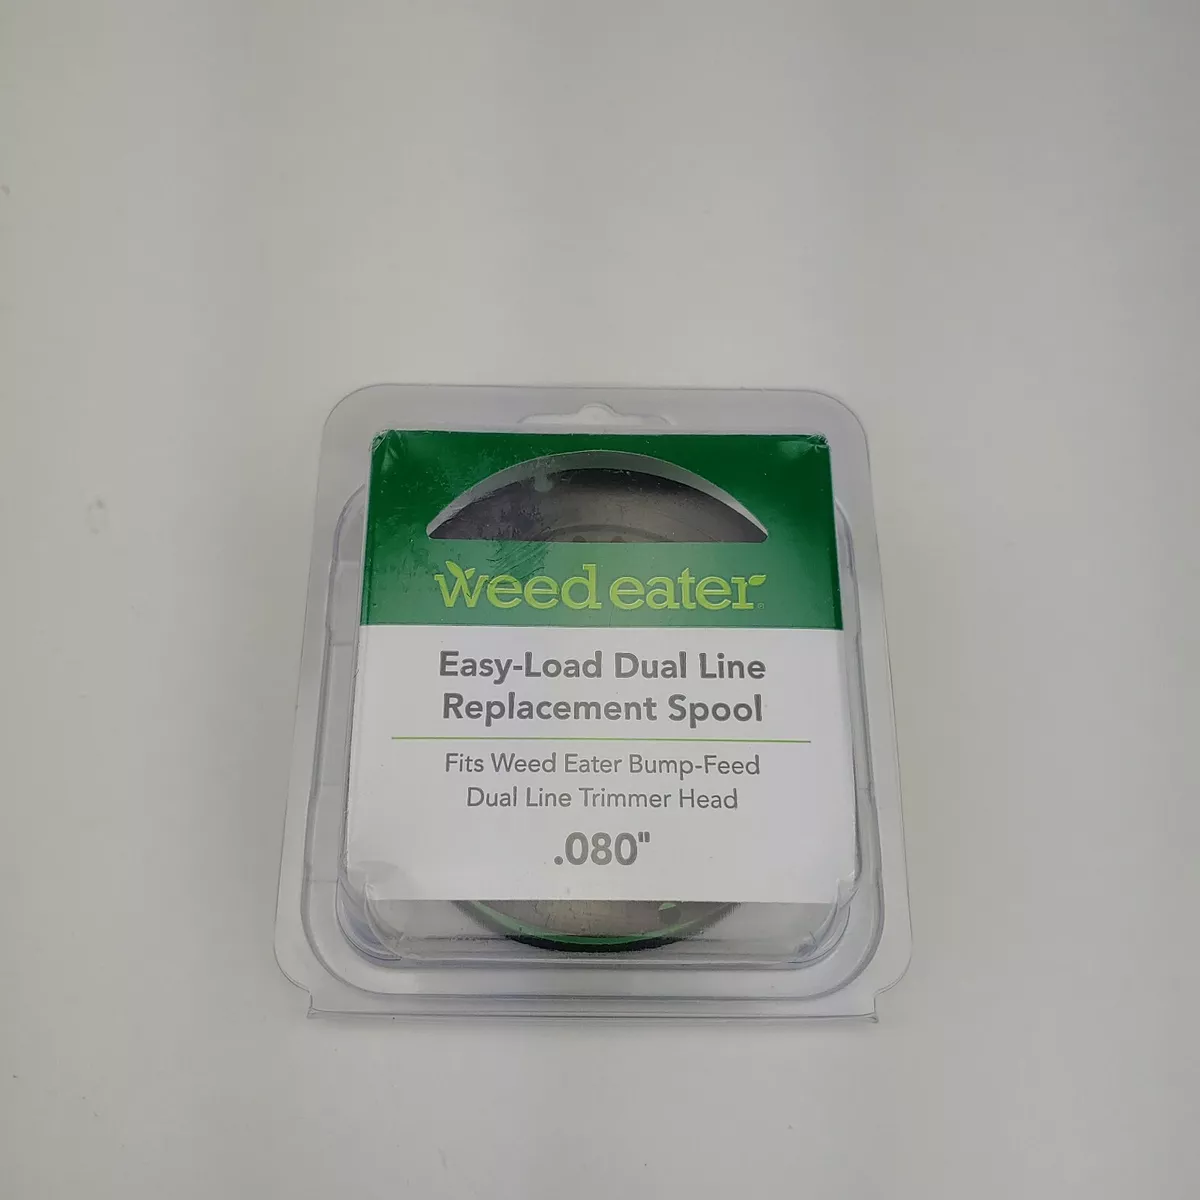 weed eater
Easy-Load Dual Line
Replacement Spool
Fits Weed Eater Bump-Feed
Dual Line Trimmer Head
.080"